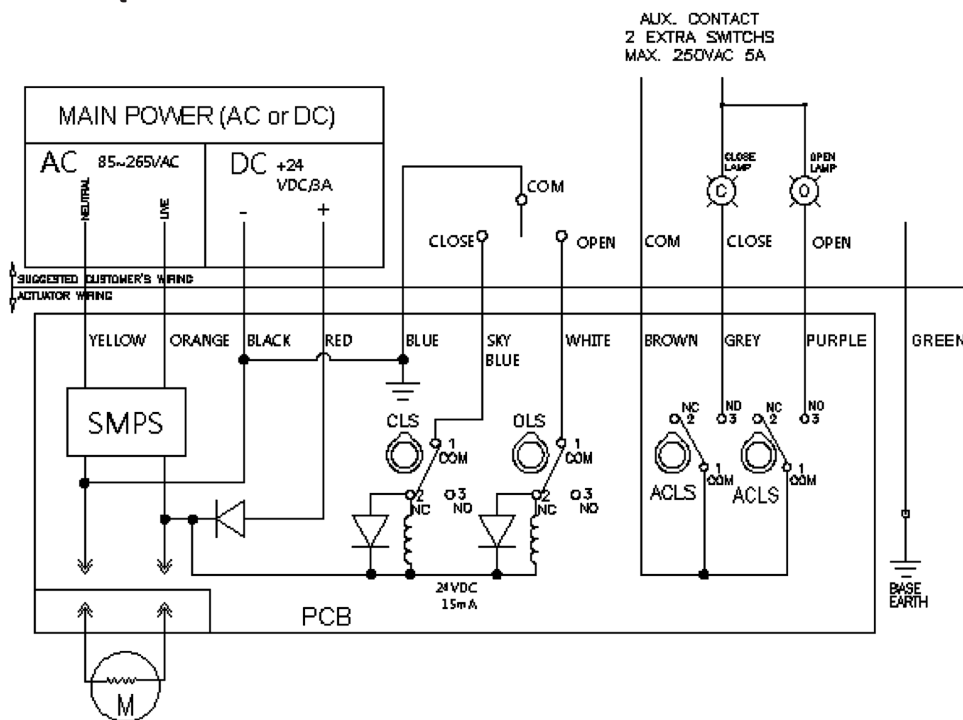 AUX. CONTACT
2 EXTRA SWITCHS
MAX. 250VAC 5A
MAIN POWER (AC or DC)
AC 85~265VAC
DC +24
VDC/3A
NEUTRAL
LIVE
- +
COM
CLOSE
OPEN
CLOSE
LAMP
OPEN
LAMP
C
O
COM
CLOSE
OPEN
SUGGESTED CUSTOMER'S WIRING
ACTUATOR WIRING
YELLOW
ORANGE
BLACK
RED
BLUE
SKY
BLUE
WHITE
BROWN
GREY
PURPLE
GREEN
SMPS
CLS
1
COM
2
NC
3
NO
OLS
1
COM
2
NC
3
NO
NC
2
NO
3
1
COM
ACLS
NC
2
NO
3
1
COM
ACLS
24VDC
15mA
BASE
EARTH
PCB
M